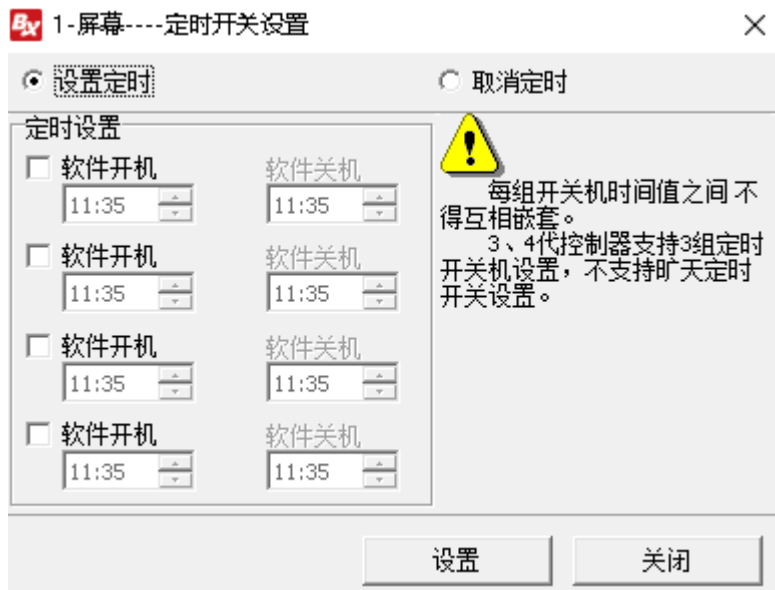 BX 1-屏幕----定时开关设置
设置定时 取消定时
定时设置
软件开机 软件关机
11:35 11:35
软件开机 软件关机
11:35 11:35
软件开机 软件关机
11:35 11:35
软件开机 软件关机
11:35 11:35
每组开关机时间值之间 不
得互相嵌套。
3、4代控制器支持3组定时
开关机设置，不支持旷天定时
开关设置。
设置 关闭